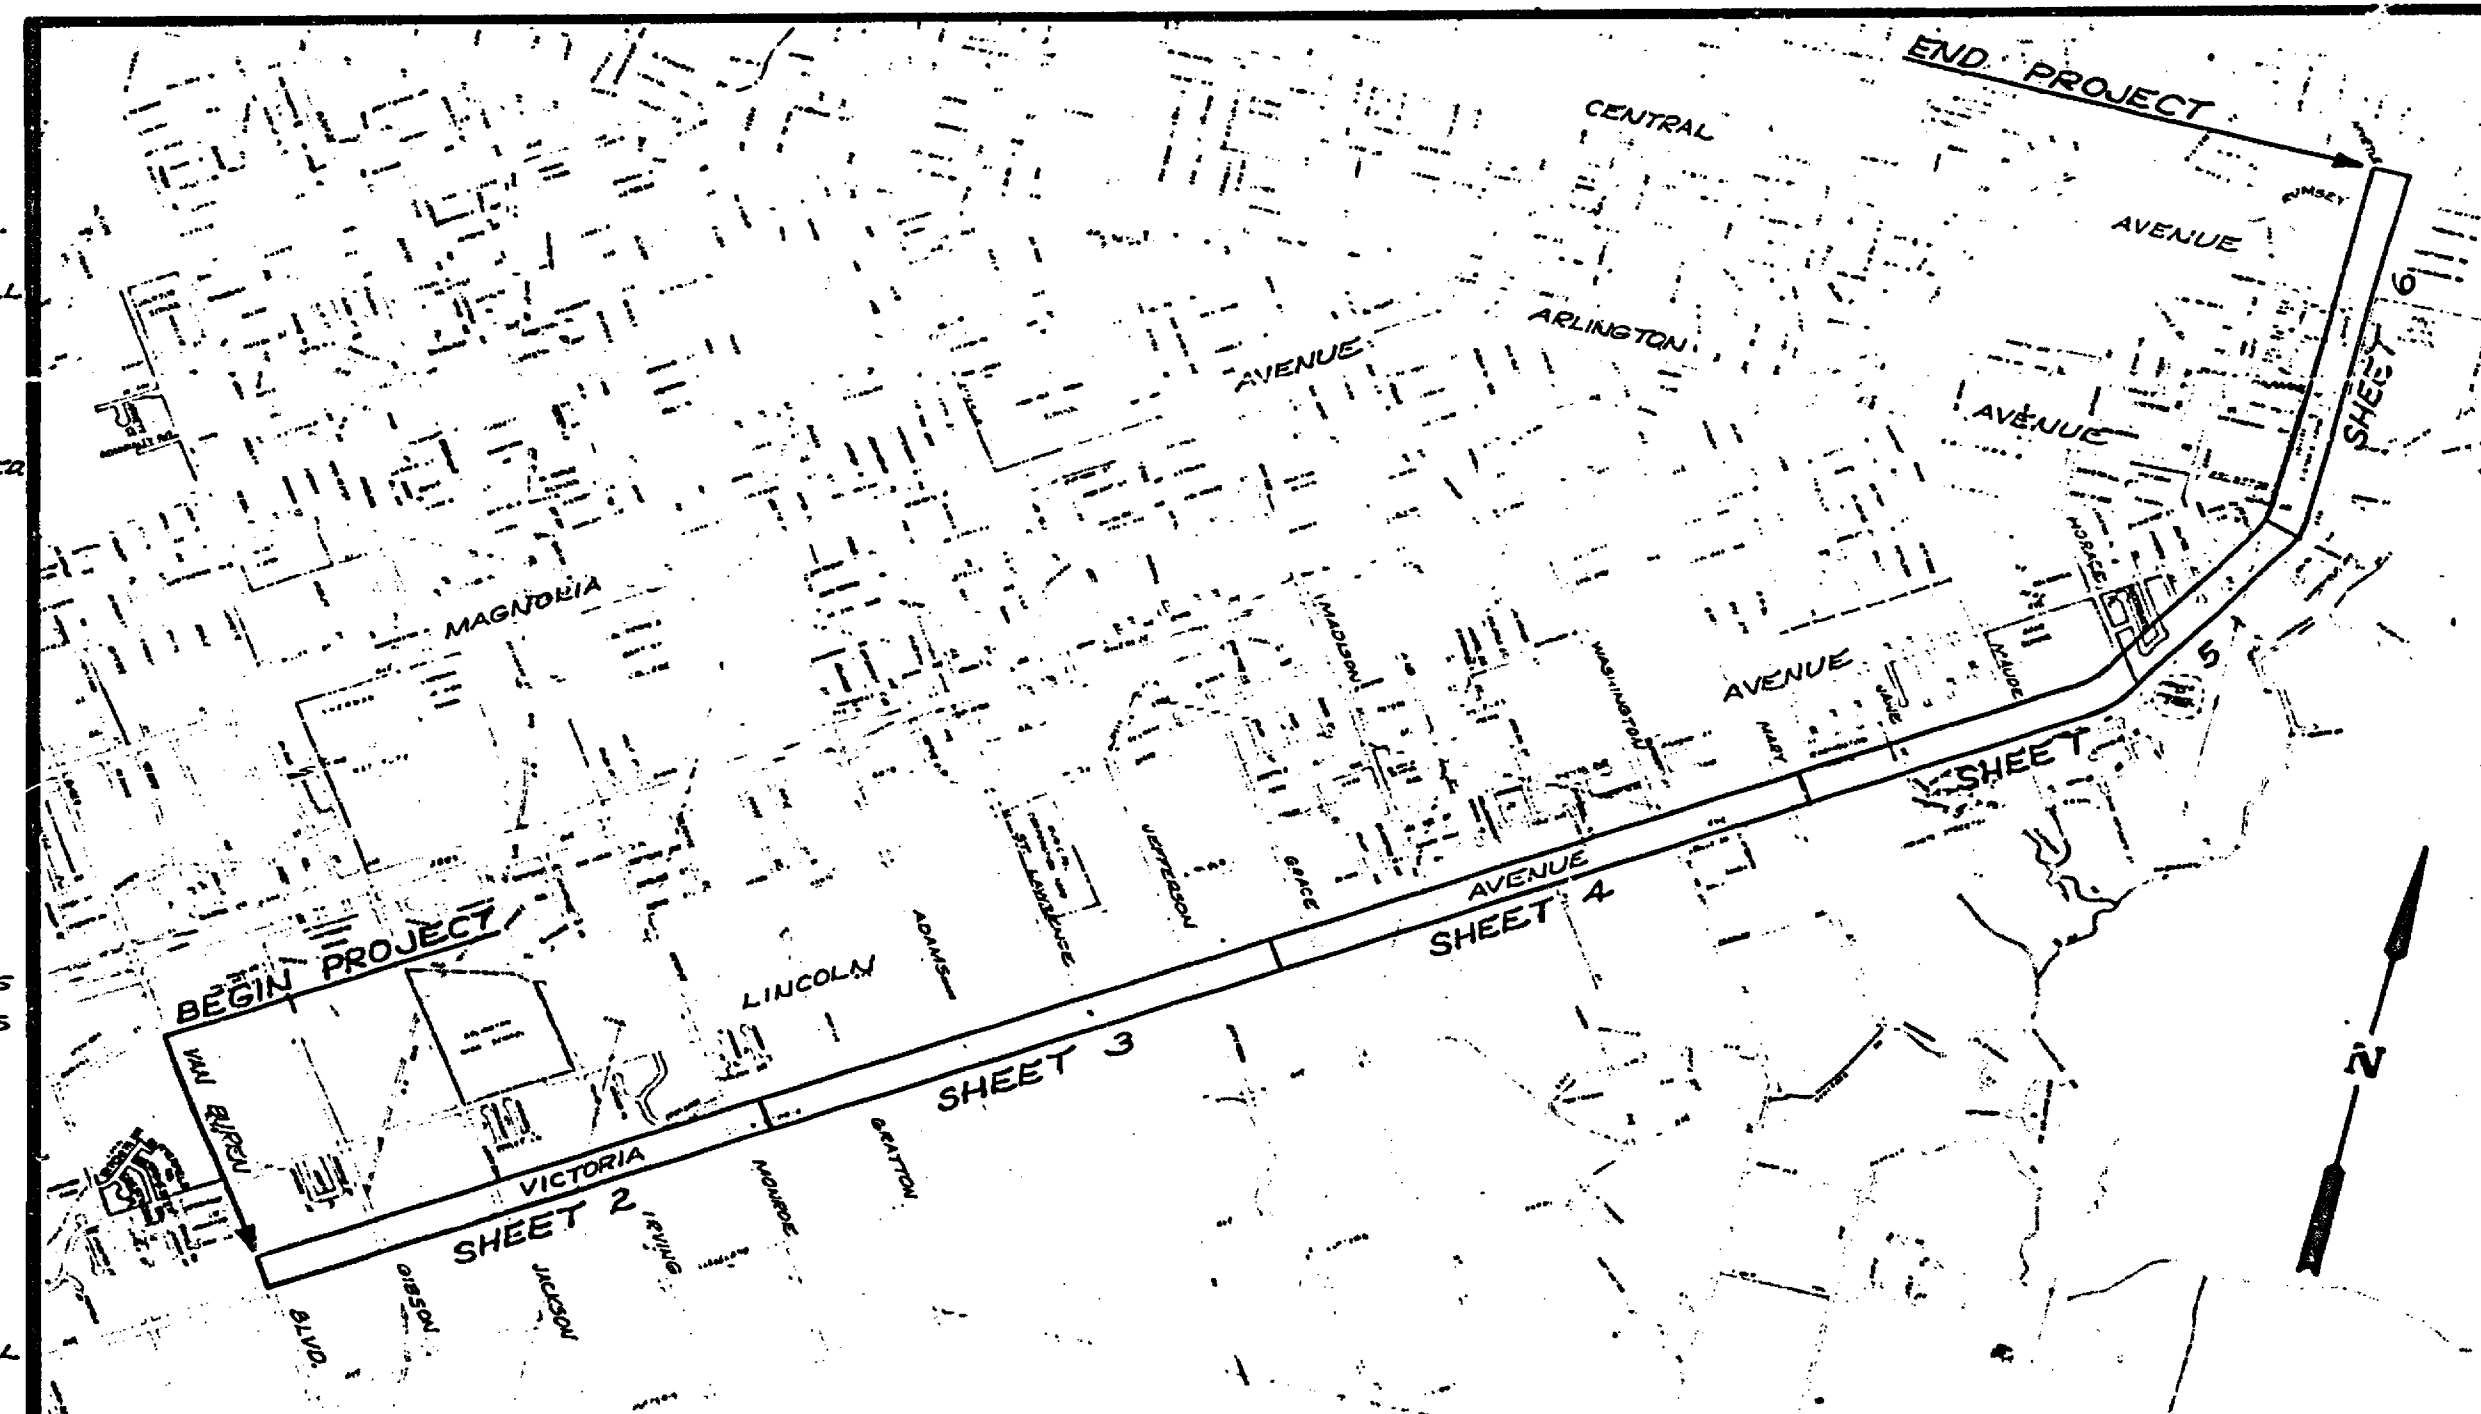 END PROJECT
CENTRAL
RUMSEY
AVENUE
SHEET 6
ARLINGTON
AVENUE
AVENUE
MAGNOLIA
AVENUE
HORACE
MADISON
WASHINGTON
MARY
JANE
MAUDE
SHEET 5
BEGIN PROJECT
LINCOLN
ADAMS
ST. LAWRENCE
JEFFERSON
GRACE
AVENUE
SHEET 4
VAN BUREN
BLVD.
VICTORIA
SHEET 2
SHEET 3
GIBSON
JACKSON
IRVING
MONROE
GRATTON
N